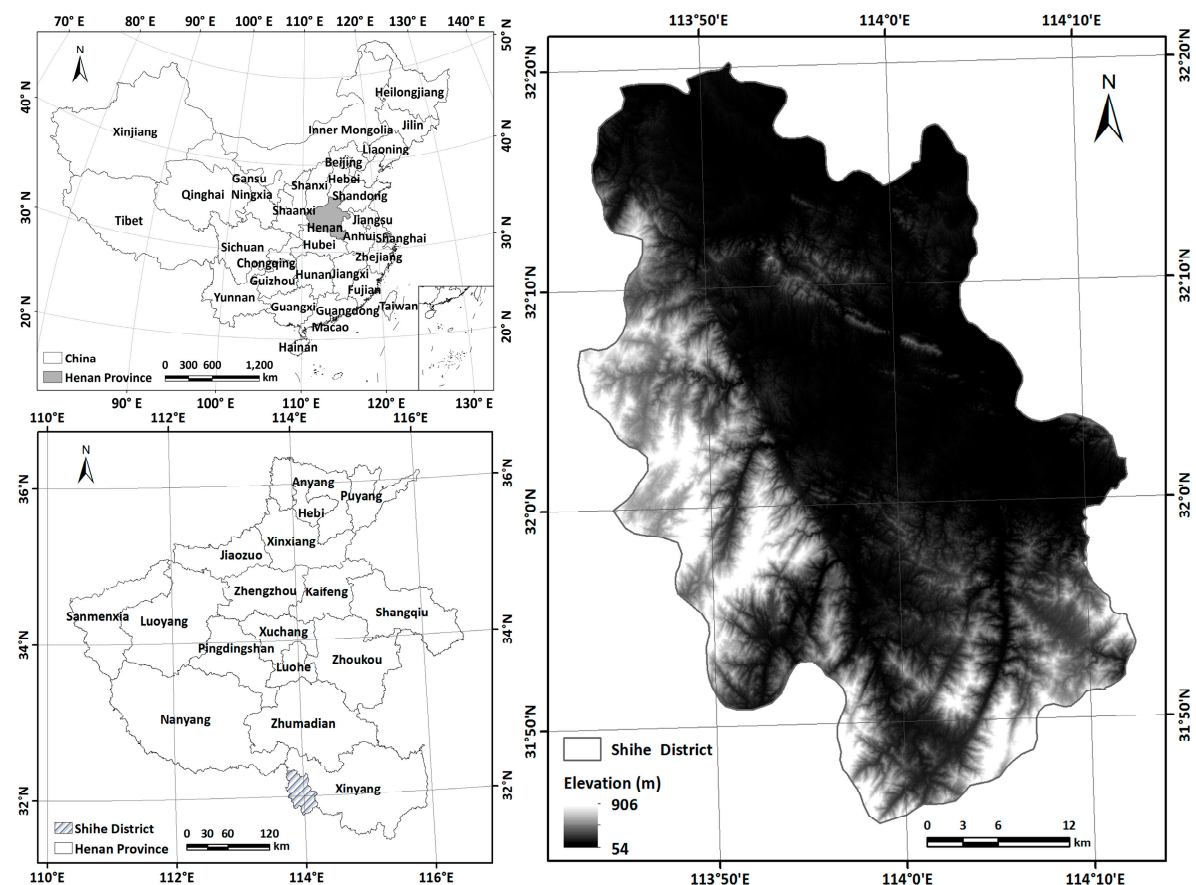 70° E 80° E 90° E 100° E 110° E 120° E 130° E 140° E
50° N
40° N
30° N
20° N
40° N
30° N
20° N
N
Heilongjiang
Jilin
Xinjiang
Inner Mongolia
Liaoning
Beijing
Hebei
Gansu
Shanxi
Qinghai
Ningxia
Shandong
Shaanxi
Tibet
Henan
Jiangsu
Anhui
Shanghai
Sichuan
Hubei
Zhejiang
Chongqing
Hunan
Jiangxi
Guizhou
Fujian
Yunnan
Guangxi
Guangdong
Taiwan
Macao
Hainan
China
Henan Province
0 300 600 1,200
km
90° E 100° E 110° E 120° E 130° E
110°E 112°E 114°E 116°E
36°N
34°N
32°N
36°N
34°N
32°N
N
Anyang
Puyang
Hebi
Xinxiang
Jiaozuo
Zhengzhou
Kaifeng
Sanmenxia
Luoyang
Shangqiu
Xuchang
Pingdingshan
Luohe
Zhoukou
Nanyang
Zhumadian
Xinyang
Shihe District
Henan Province
0 30 60 120
km
110°E 112°E 114°E 116°E
113°50'E 114°0'E 114°10'E
32°20'N
32°10'N
32°0'N
31°50'N
32°20'N
32°10'N
32°0'N
31°50'N
N
Shihe District
Elevation (m)
906
54
0 3 6 12
km
113°50'E 114°0'E 114°10'E